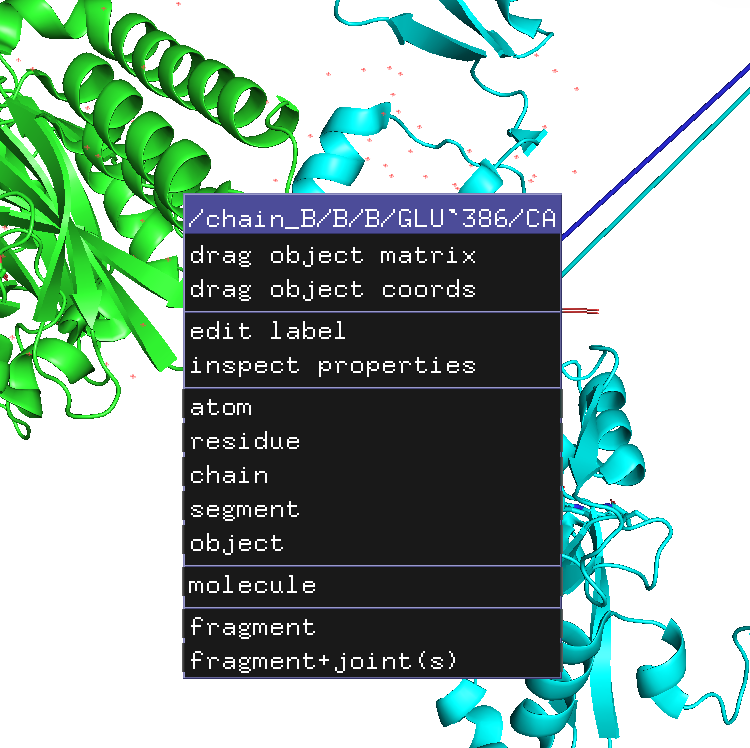 /chain_B/B/B/GLU`386/CA
drag object matrix
drag object coords
edit label
inspect properties
atom
residue
chain
segment
object
molecule
fragment
fragment+joint(s)